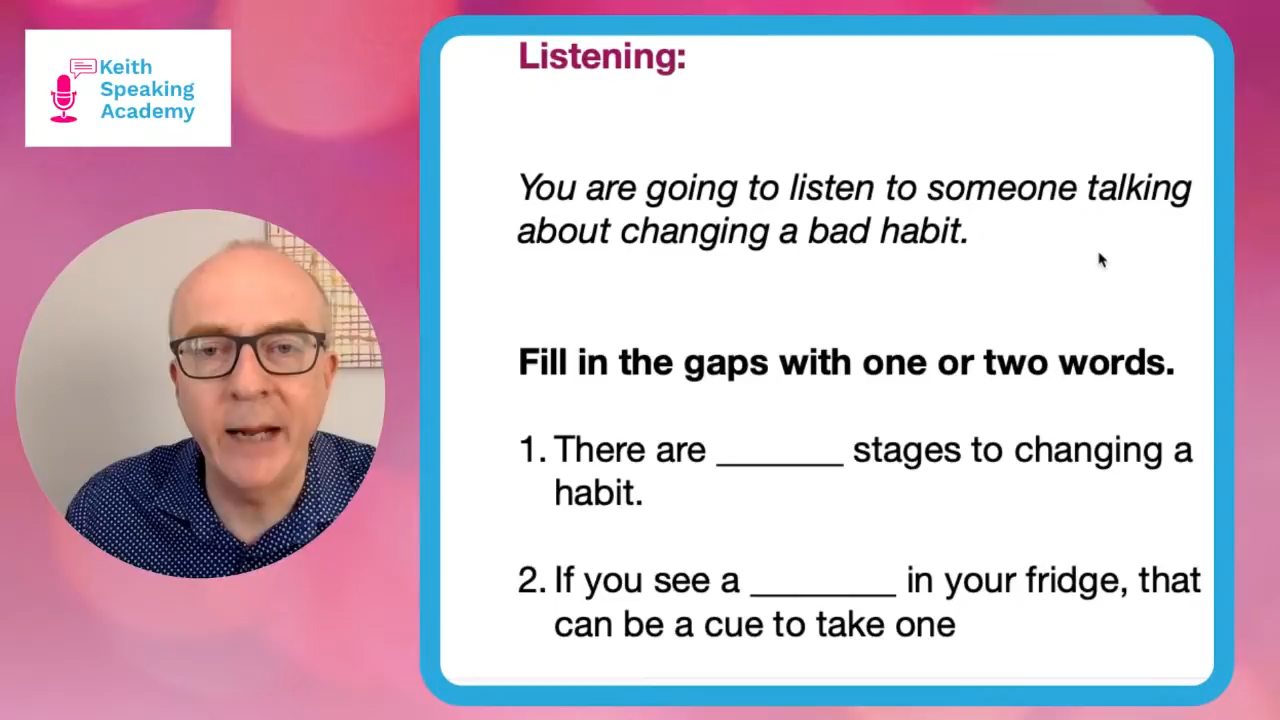 Keith
Speaking
Academy
Listening:
You are going to listen to someone talking
about changing a bad habit.
Fill in the gaps with one or two words.
1. There are _______ stages to changing a
habit.
2. If you see a ________ in your fridge, that
can be a cue to take one